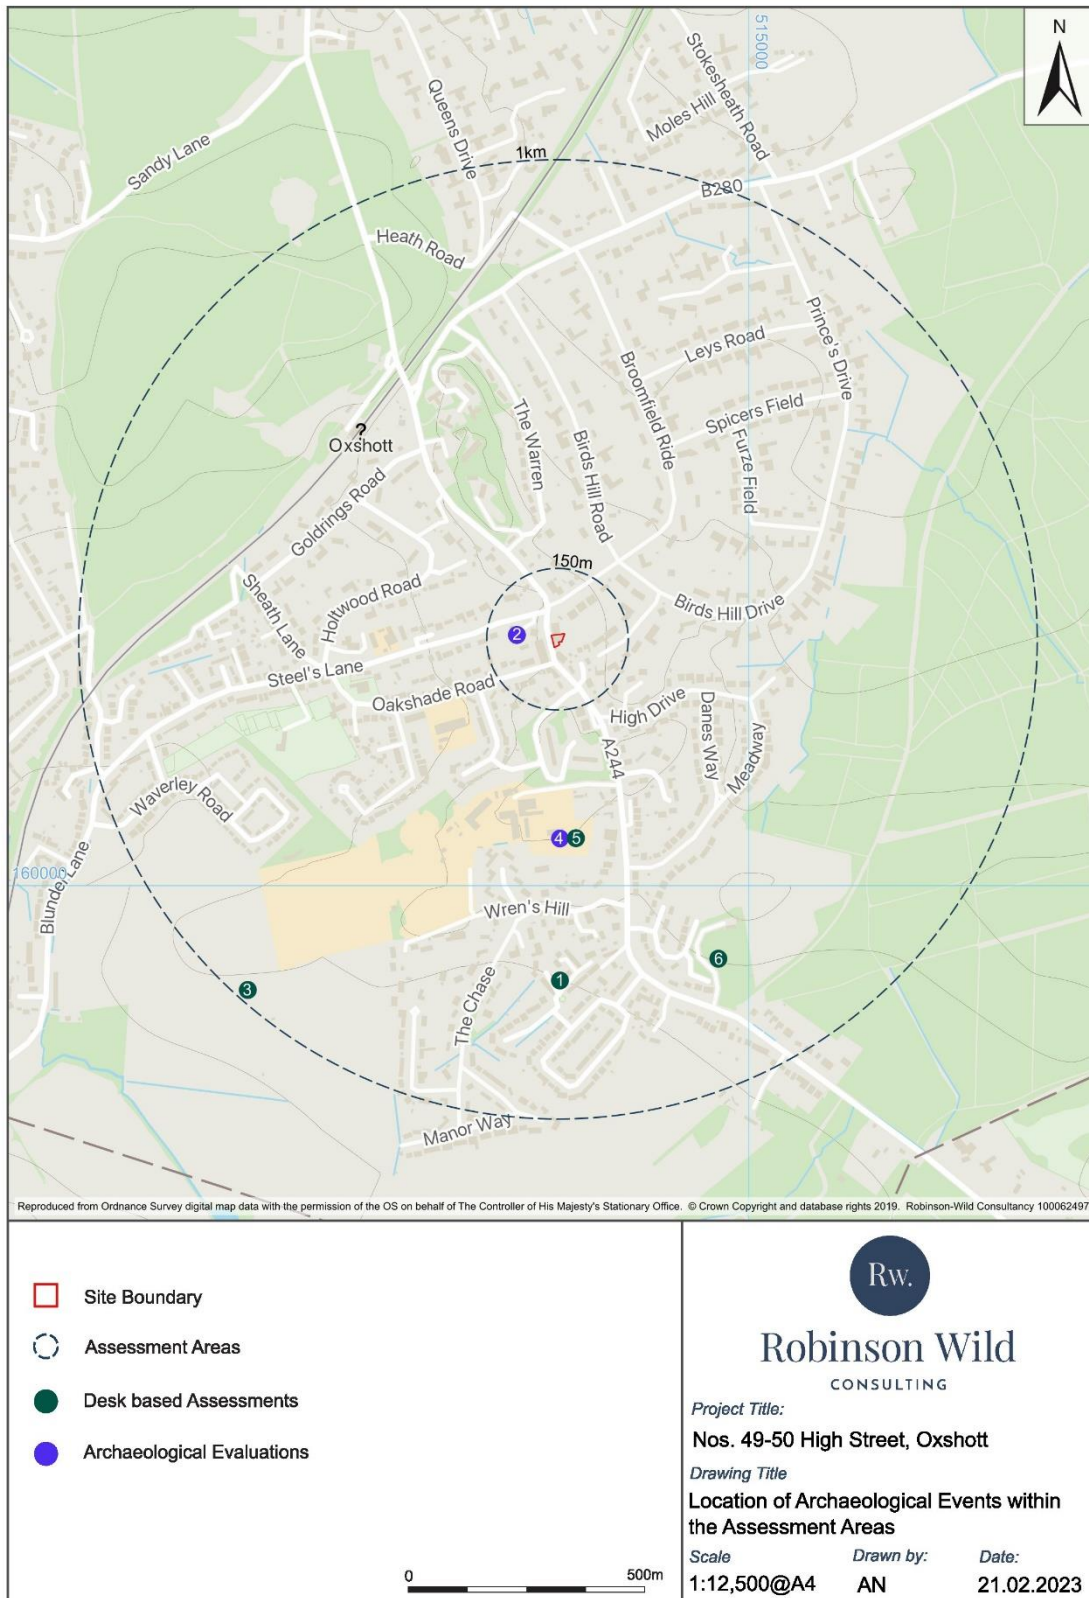 N
515000
Stokesheath Road
Moles Hill
Queens Drive
Sandy Lane
1km
B280
Heath Road
Prince's Drive
Leys Road
Broomfield Ride
Spicers Field
The Warren
Birds Hill Road
Furze Field
?
Oxshott
Goldrings Road
150m
Sheath Lane
Holtwood Road
Birds Hill Drive
2
Steel's Lane
Oakshade Road
High Drive
Danes Way
A244
Meadway
Waverley Road
4
5
160000
Blundel Lane
Wren's Hill
6
1
3
The Chase
Manor Way
Reproduced from Ordnance Survey digital map data with the permission of the OS on behalf of The Controller of His Majesty's Stationary Office. © Crown Copyright and database rights 2019. Robinson-Wild Consultancy 100062497
Site Boundary
Assessment Areas
Desk based Assessments
Archaeological Evaluations
0
500m
Rw.
Robinson Wild
CONSULTING
Project Title:
Nos. 49-50 High Street, Oxshott
Drawing Title
Location of Archaeological Events within
the Assessment Areas
Scale Drawn by: Date:
1:12,500@A4 AN 21.02.2023